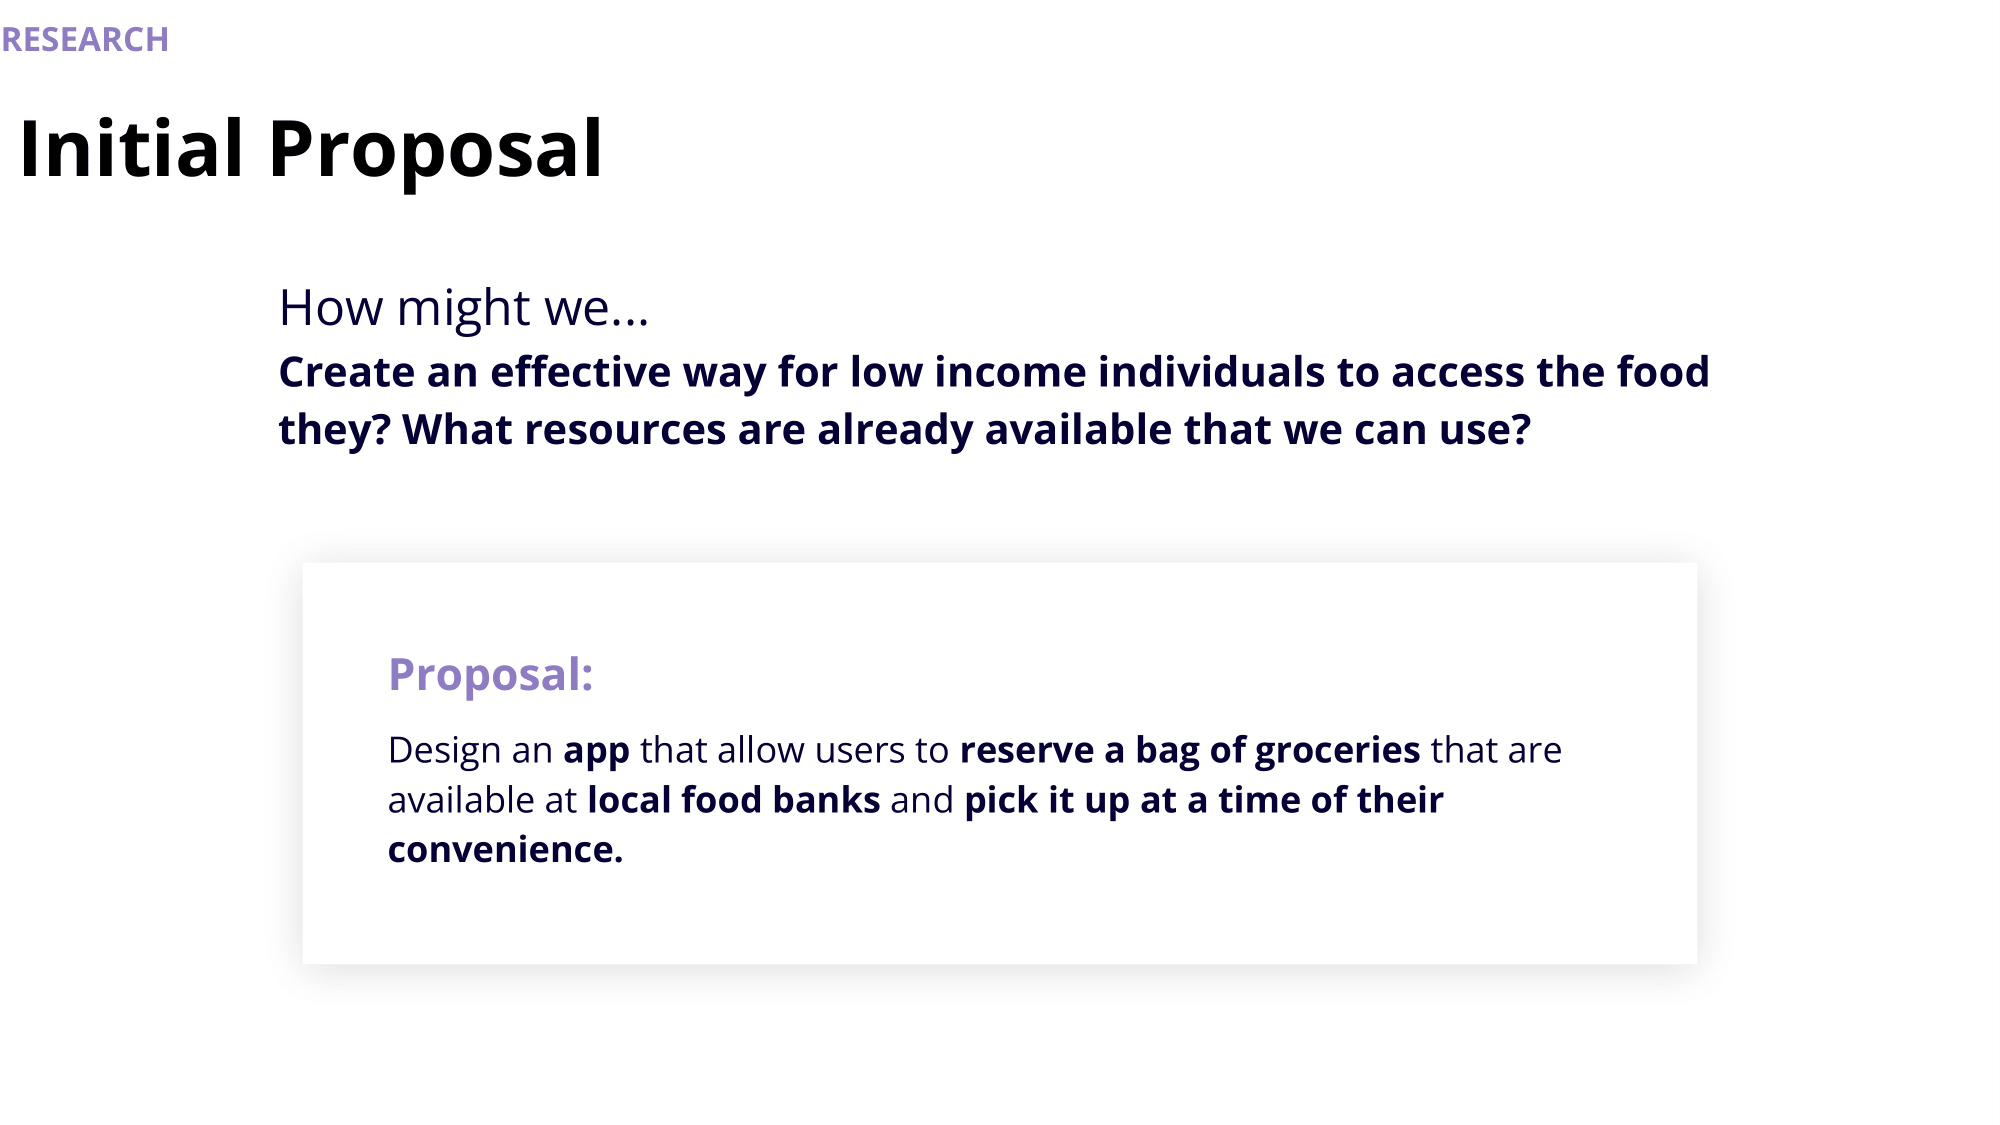 RESEARCH
Initial Proposal
How might we...
Create an effective way for low income individuals to access the food
they? What resources are already available that we can use?
Proposal:
Design an app that allow users to reserve a bag of groceries that are
available at local food banks and pick it up at a time of their
convenience.